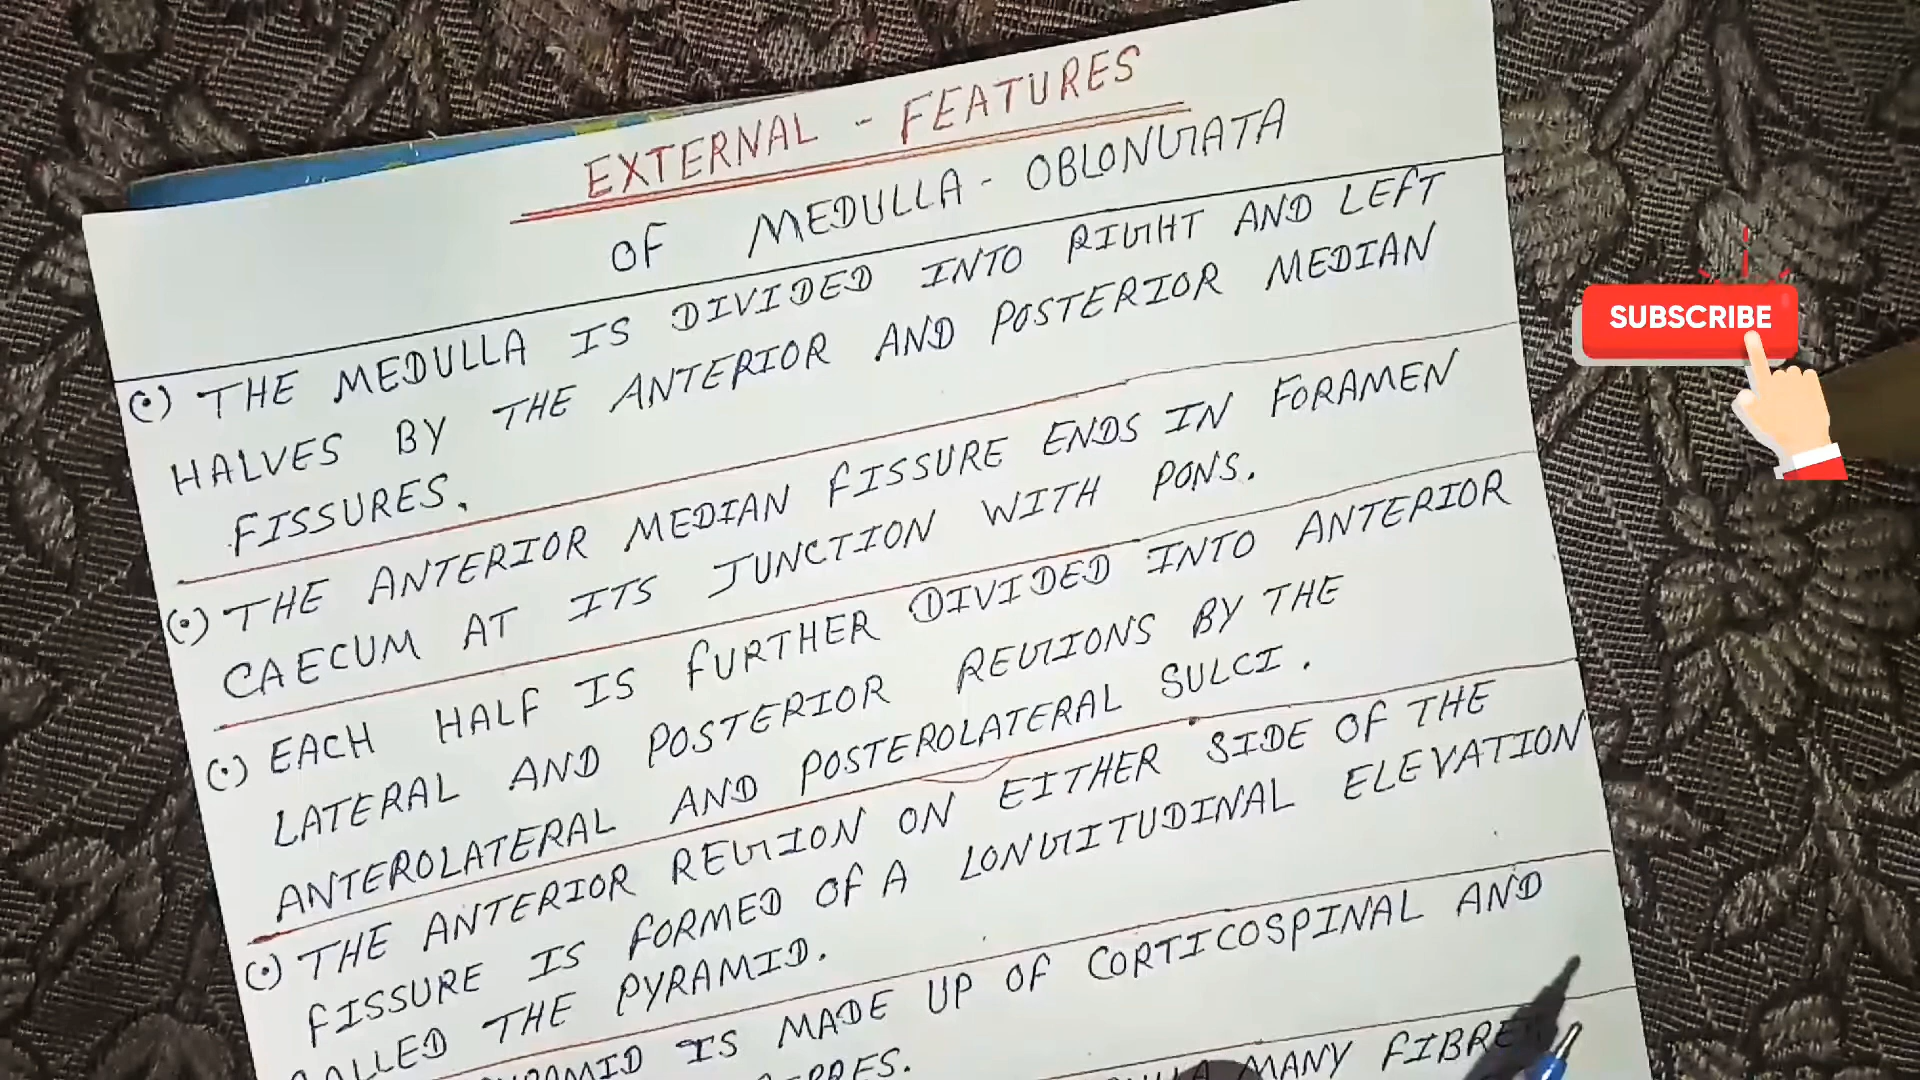 EXTERNAL - FEATURES
OF MEDULLA - OBLONGATA
(•) THE MEDULLA IS DIVIDED INTO RIGHT AND LEFT
HALVES BY THE ANTERIOR AND POSTERIOR MEDIAN
FISSURES.
(•) THE ANTERIOR MEDIAN FISSURE ENDS IN FORAMEN
CAECUM AT ITS JUNCTION WITH PONS.
(•) EACH HALF IS FURTHER DIVIDED INTO ANTERIOR
LATERAL AND POSTERIOR REGIONS BY THE
ANTEROLATERAL AND POSTEROLATERAL SULCI.
(•) THE ANTERIOR REGION ON EITHER SIDE OF THE
FISSURE IS FORMED OF A LONGITUDINAL ELEVATION
CALLED THE PYRAMID.
PYRAMID IS MADE UP OF CORTICOSPINAL AND
MANY FIBRE
SUBSCRIBE